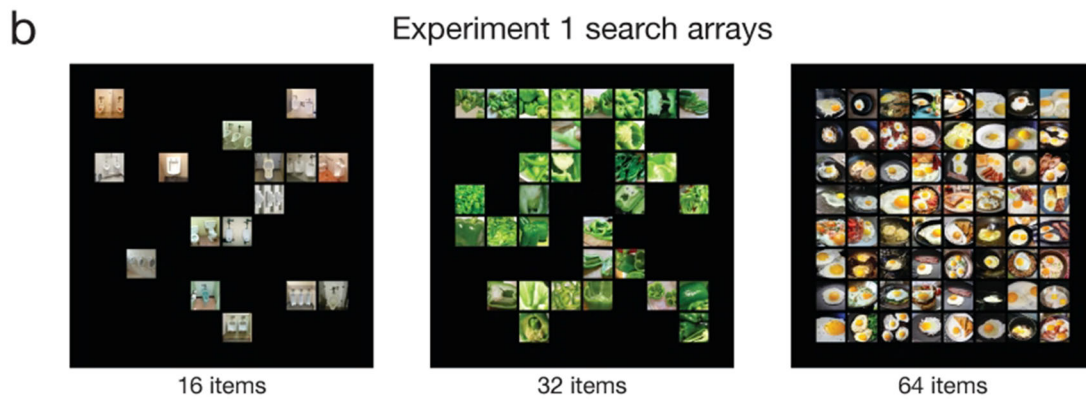 b
Experiment 1 search arrays
16 items
32 items
64 items